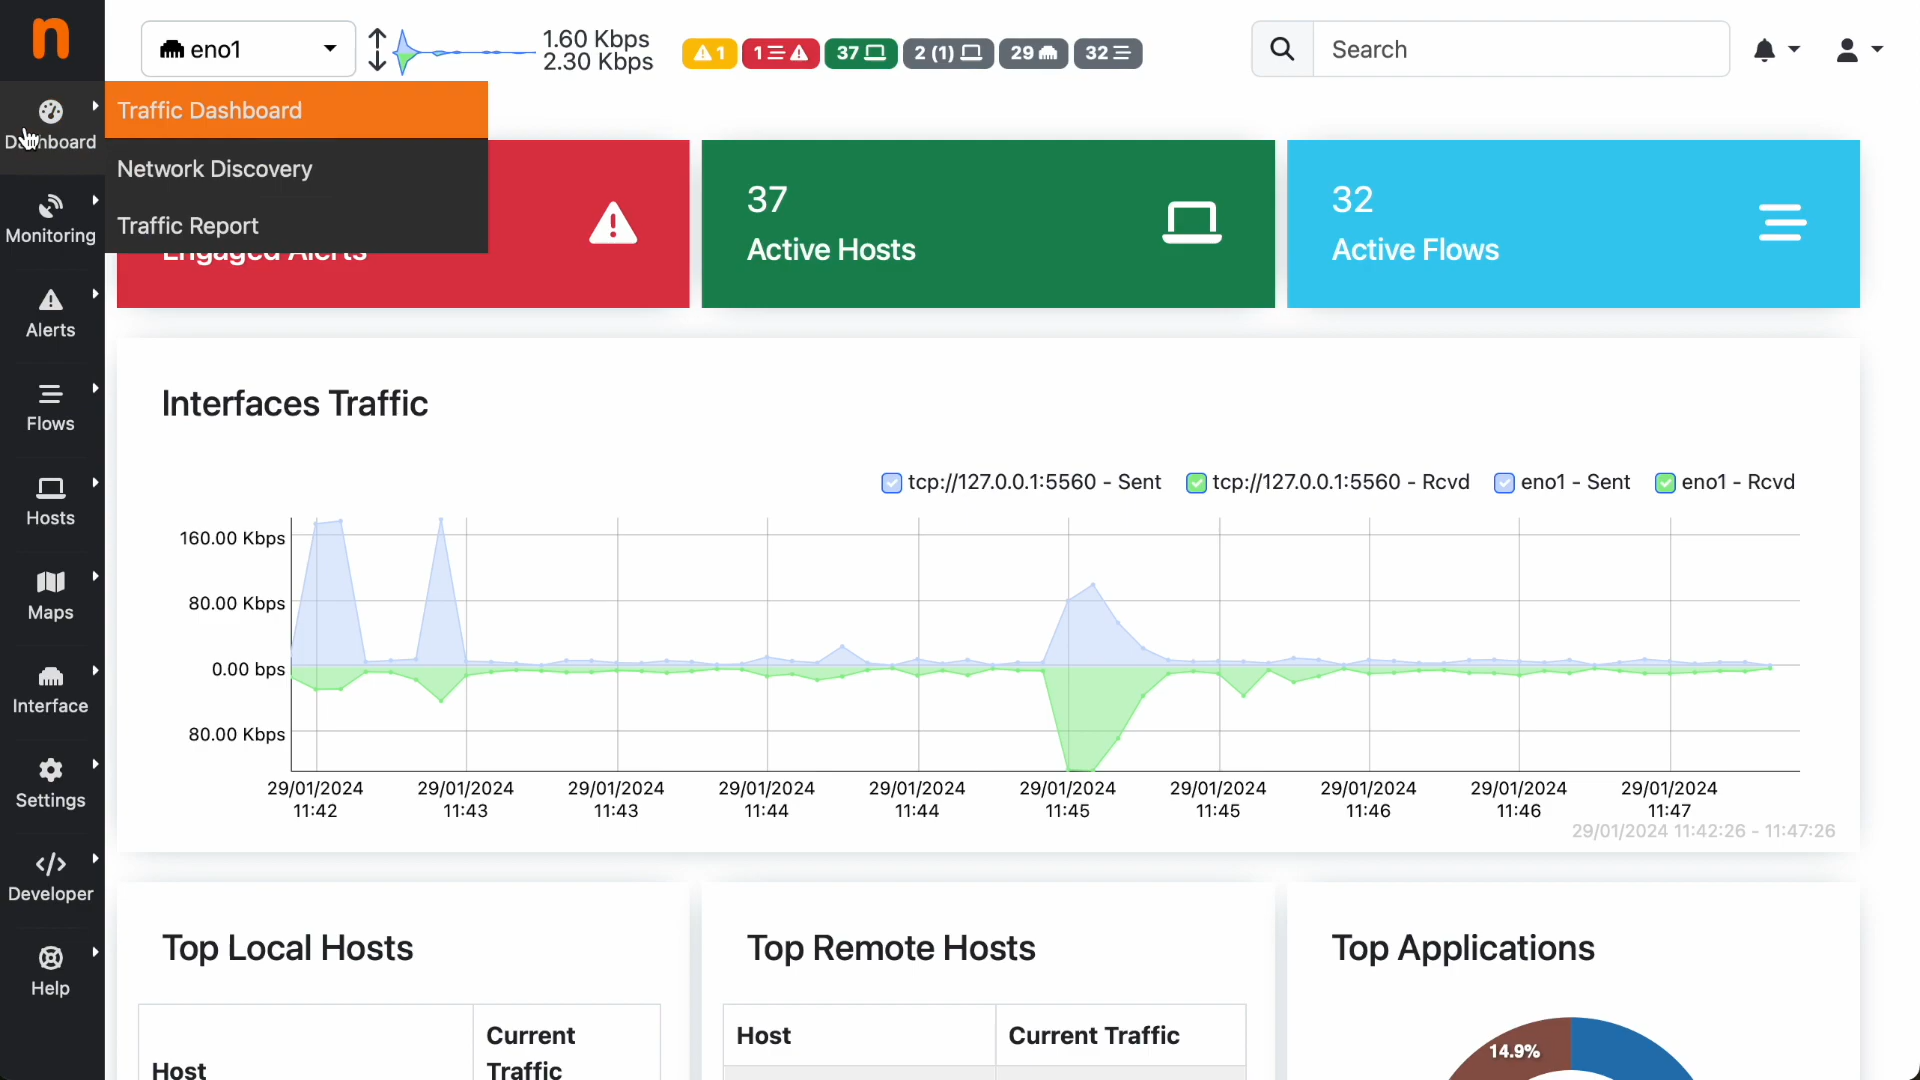 eno1
1.60 Kbps
2.30 Kbps
1
1
37
2 (1)
29
32
Search
Dashboard
Traffic Dashboard
Network Discovery
Traffic Report
Engaged Alerts
37
Active Hosts
32
Active Flows
Monitoring
Alerts
Flows
Hosts
Maps
Interface
Settings
Developer
Help
Interfaces Traffic
tcp://127.0.0.1:5560 - Sent
tcp://127.0.0.1:5560 - Rcvd
eno1 - Sent
eno1 - Rcvd
160.00 Kbps
80.00 Kbps
0.00 bps
80.00 Kbps
29/01/2024 29/01/2024 29/01/2024 29/01/2024 29/01/2024 29/01/2024 29/01/2024 29/01/2024 29/01/2024 29/01/2024
11:42 11:43 11:43 11:44 11:44 11:45 11:45 11:46 11:46 11:47
29/01/2024 11:42:26 - 11:47:26
Top Local Hosts
Host
Current
Traffic
Top Remote Hosts
Host
Current Traffic
Top Applications
14.9%